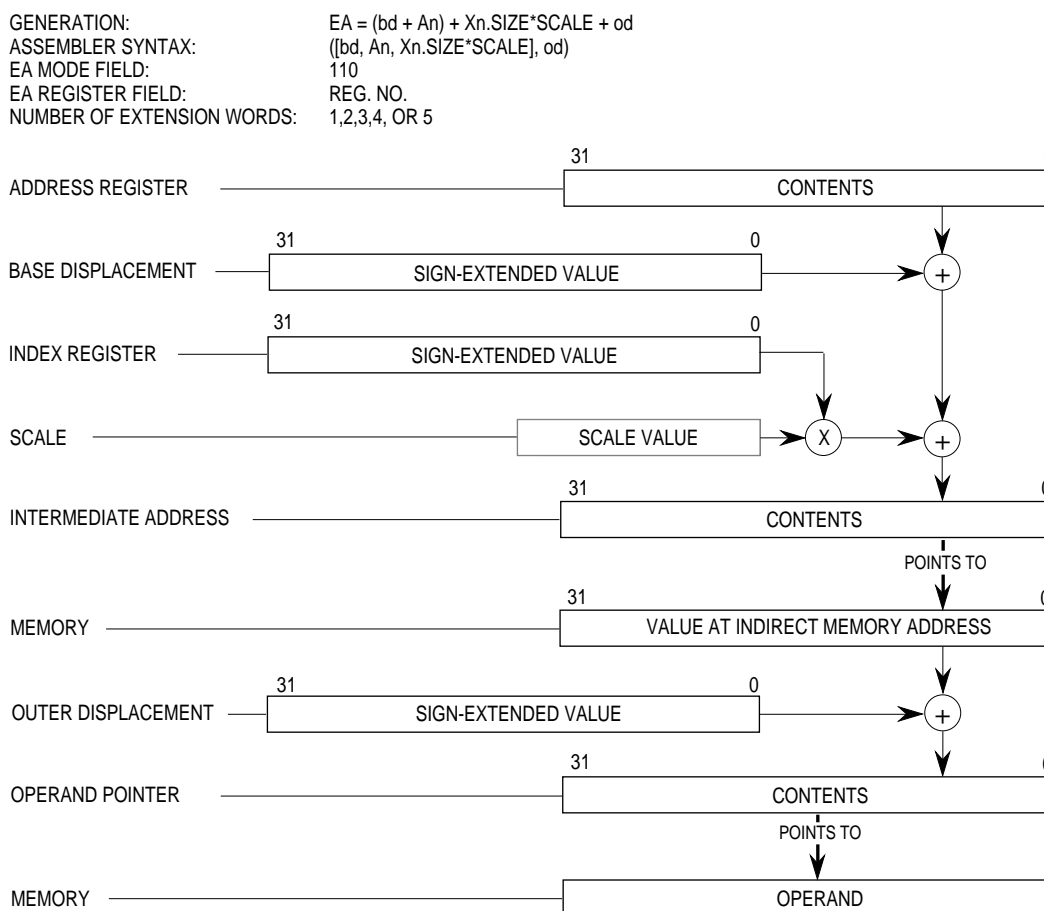 GENERATION: EA = (bd + An) + Xn.SIZE*SCALE + od
ASSEMBLER SYNTAX: ([bd, An, Xn.SIZE*SCALE], od)
EA MODE FIELD: 110
EA REGISTER FIELD: REG. NO.
NUMBER OF EXTENSION WORDS: 1,2,3,4, OR 5
31
ADDRESS REGISTER CONTENTS
31 0
BASE DISPLACEMENT SIGN-EXTENDED VALUE +
31 0
INDEX REGISTER SIGN-EXTENDED VALUE
SCALE SCALE VALUE X +
31
INTERMEDIATE ADDRESS CONTENTS
POINTS TO
31
MEMORY VALUE AT INDIRECT MEMORY ADDRESS
31 0
OUTER DISPLACEMENT SIGN-EXTENDED VALUE +
31
OPERAND POINTER CONTENTS
POINTS TO
MEMORY OPERAND